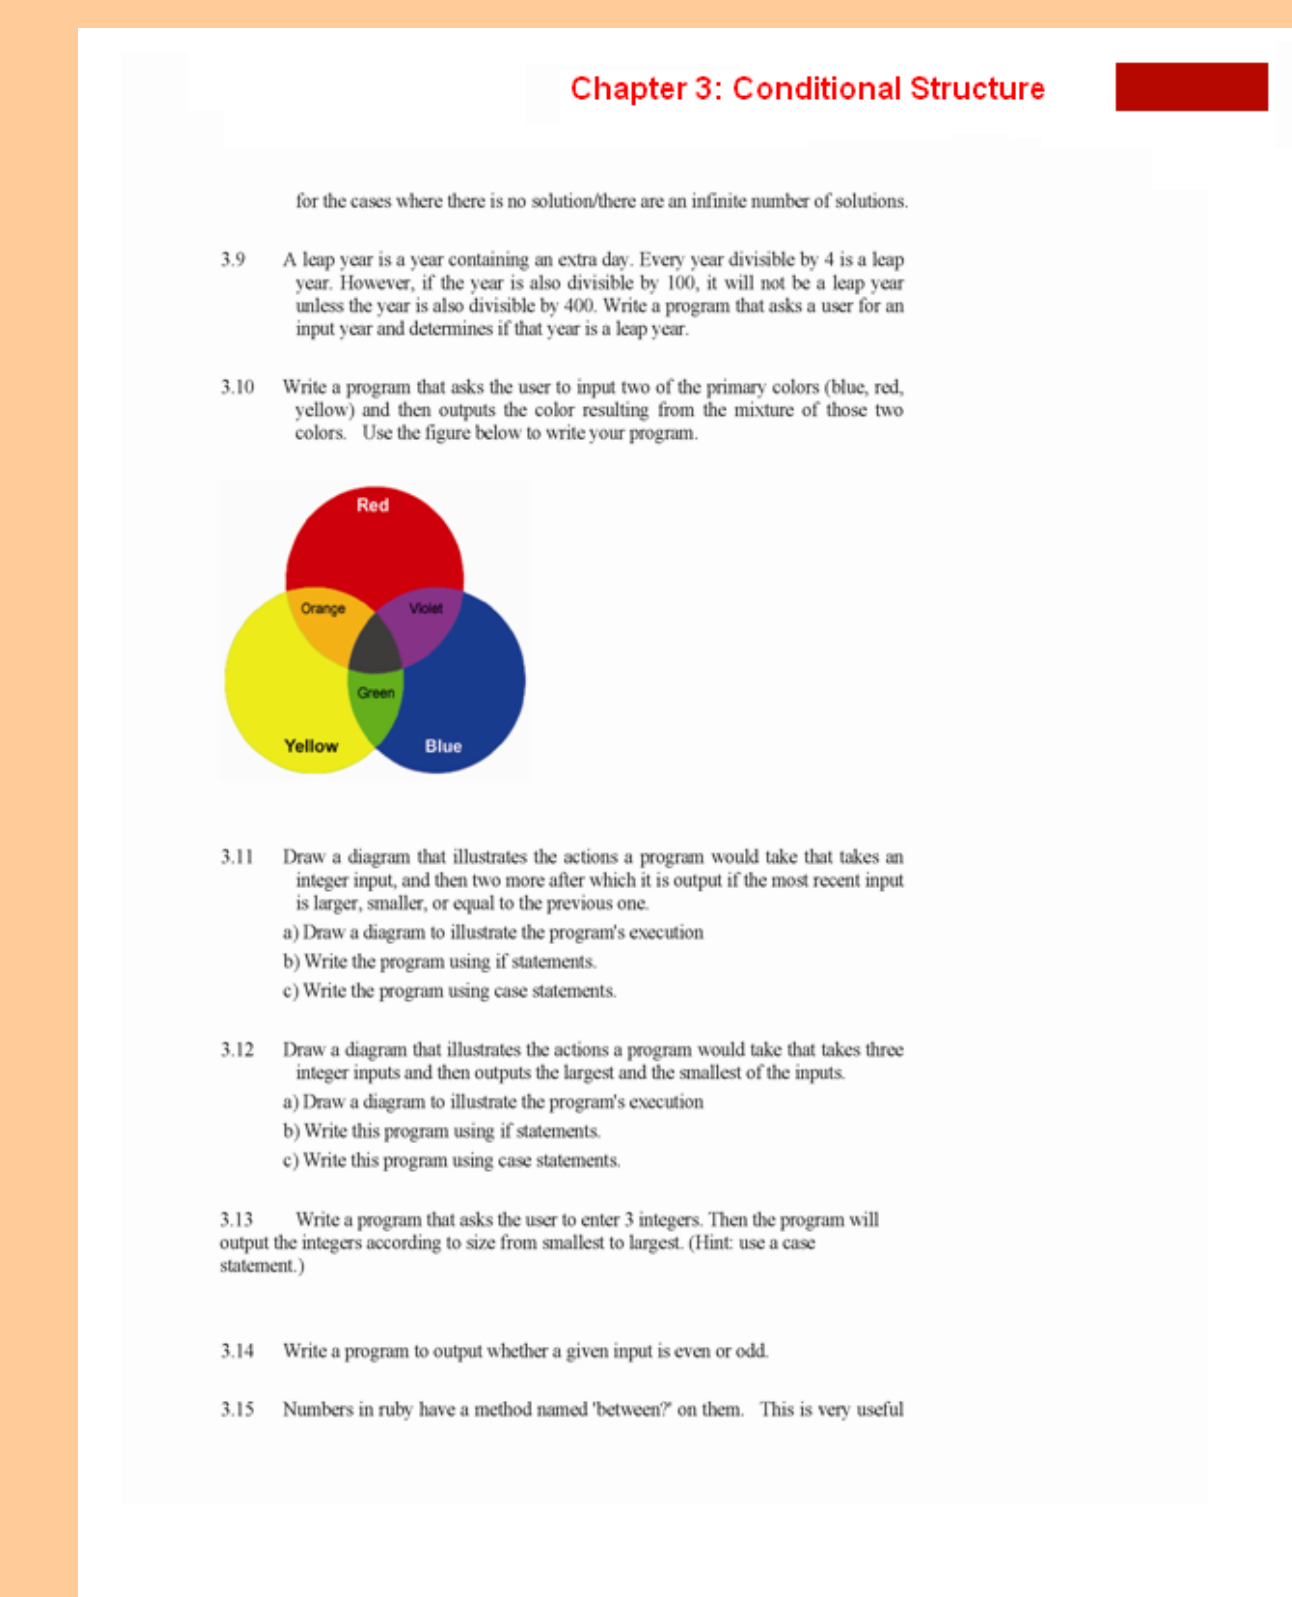 Chapter 3: Conditional Structure
for the cases where there is no solution/there are an infinite number of solutions.
3.9 A leap year is a year containing an extra day. Every year divisible by 4 is a leap
year. However, if the year is also divisible by 100, it will not be a leap year
unless the year is also divisible by 400. Write a program that asks a user for an
input year and determines if that year is a leap year.
3.10 Write a program that asks the user to input two of the primary colors (blue, red,
yellow) and then outputs the color resulting from the mixture of those two
colors. Use the figure below to write your program.
Red
Orange Violet
Green
Yellow Blue
3.11 Draw a diagram that illustrates the actions a program would take that takes an
integer input, and then two more after which it is output if the most recent input
is larger, smaller, or equal to the previous one.
a) Draw a diagram to illustrate the program's execution
b) Write the program using if statements.
c) Write the program using case statements.
3.12 Draw a diagram that illustrates the actions a program would take that takes three
integer inputs and then outputs the largest and the smallest of the inputs.
a) Draw a diagram to illustrate the program's execution
b) Write this program using if statements.
c) Write this program using case statements.
3.13 Write a program that asks the user to enter 3 integers. Then the program will
output the integers according to size from smallest to largest. (Hint: use a case
statement.)
3.14 Write a program to output whether a given input is even or odd.
3.15 Numbers in ruby have a method named 'between?' on them. This is very useful